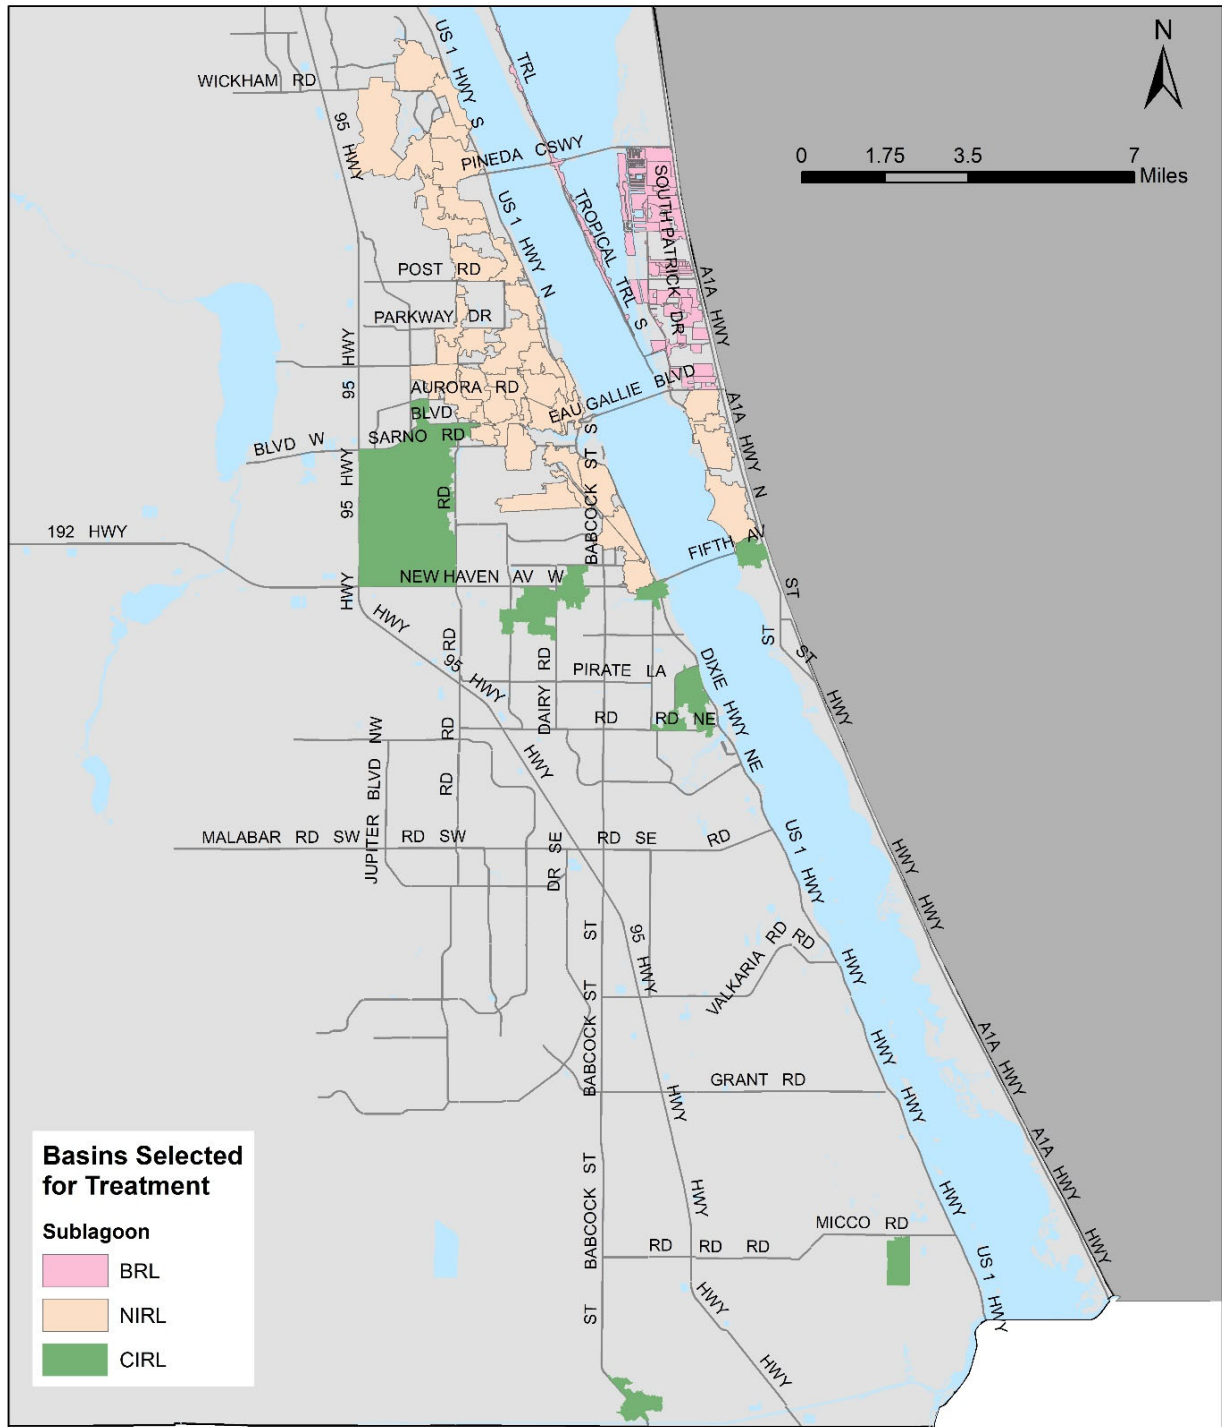 N
0 1.75 3.5 7
Miles
US 1 HWY S
TRL
WICKHAM RD
95 HWY
PINEDA CSWY
SOUTH PATRICK DR
US 1 HWY N
TROPICAL TRL S
A1A HWY
POST RD
PARKWAY DR
95 HWY
AURORA RD
EAU GALLIE BLVD
BLVD
A1A HWY N
BLVD W
SARNO RD
S
95 HWY
RD
BABCOCK ST
192 HWY
FIFTH AV
NEW HAVEN AV W
HWY
ST
HWY
ST
ST
RD
95 HWY
DAIRY RD
PIRATE LA
DIXIE HWY NE
HWY
RD
RD NE
JUPITER BLVD NW
RD
HWY
RD
MALABAR RD SW
RD SW
DR SE
RD SE
RD
US 1 HWY
HWY
HWY
ST
95 HWY
VALKARIA RD
RD
HWY
BABCOCK ST
HWY
A1A HWY
GRANT RD
HWY
HWY
A1A HWY
BABCOCK ST
HWY
HWY
MICCO RD
HWY
RD RD RD
US 1 HWY
ST
HWY
HWY
Basins Selected
for Treatment
Sublagoon
BRL
NIRL
CIRL